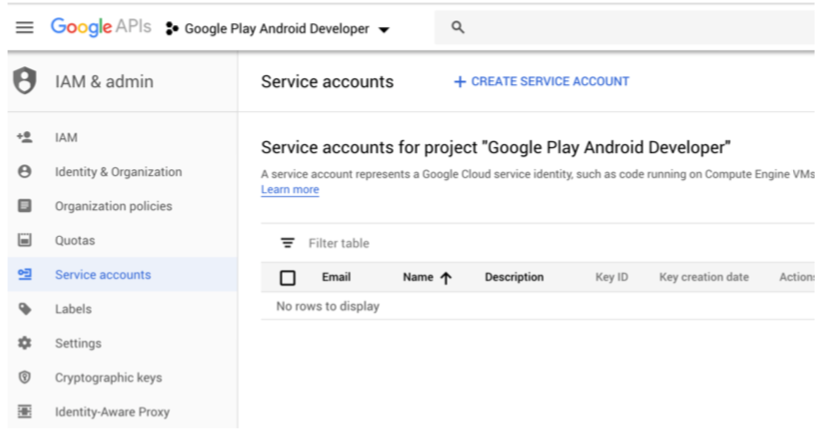 Google APIs Google Play Android Developer
IAM & admin
Service accounts
CREATE SERVICE ACCOUNT
IAM
Identity & Organization
Organization policies
Quotas
Service accounts
Labels
Settings
Cryptographic keys
Identity-Aware Proxy
Service accounts for project "Google Play Android Developer"
A service account represents a Google Cloud service identity, such as code running on Compute Engine VMs
Learn more
Filter table
Email Name Description Key ID Key creation date Actions
No rows to display